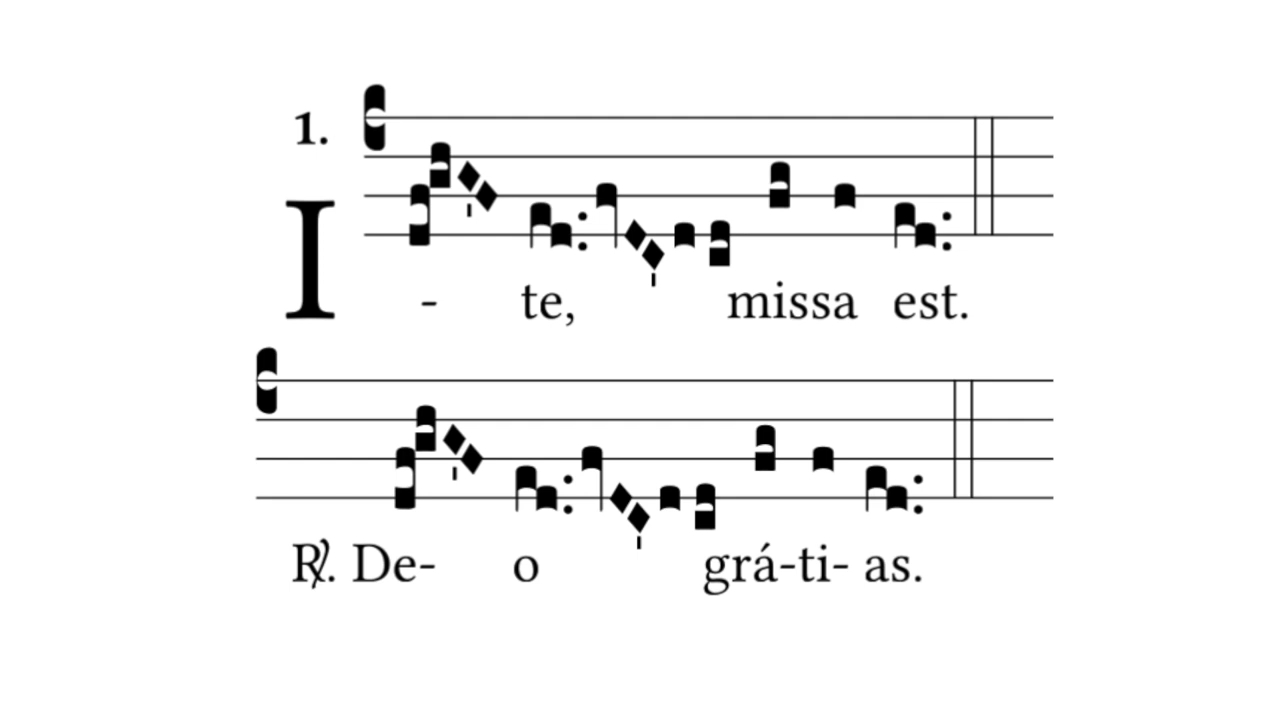 1.
I - te, missa est.
℟. De- o grá-ti- as.